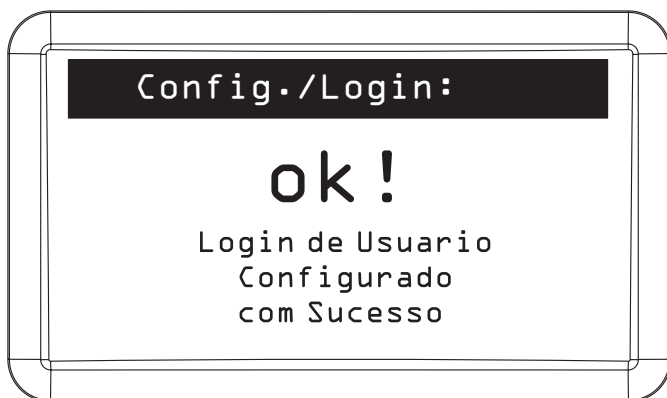 Config./Login:
ok!
Login de Usuario
Configurado
com Sucesso